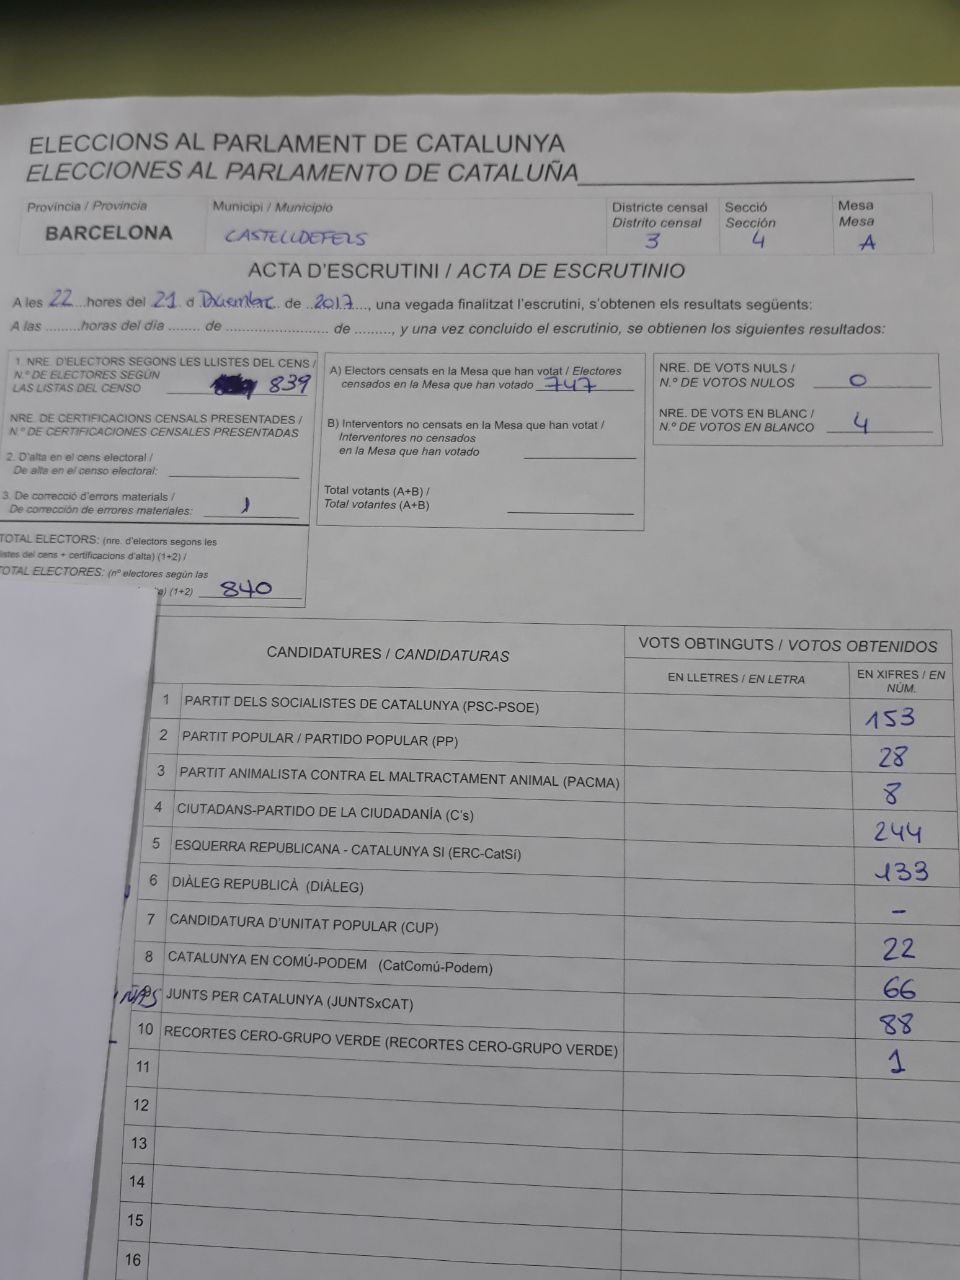 ELECCIONS AL PARLAMENT DE CATALUNYA
ELECCIONES AL PARLAMENTO DE CATALUÑA
Provincia / Provincia
BARCELONA
Municipi / Municipio
CASTELLDEFELS
Districte censal
Distrito censal
3
Secció
Sección
4
Mesa
Mesa
A
ACTA D'ESCRUTINI / ACTA DE ESCRUTINIO
A les 22 hores del 21 d Diciembre de 2017, una vegada finalitzat l'escrutini, s'obtenen els resultats següents:
A las .........horas del día ........ de .......................... de ........., y una vez concluido el escrutinio, se obtienen los siguientes resultados:
1. NRE. D'ELECTORS SEGONS LES LLISTES DEL CENS /
N.º DE ELECTORES SEGÚN
LAS LISTAS DEL CENSO 839
NRE. DE CERTIFICACIONS CENSALS PRESENTADES /
N.º DE CERTIFICACIONES CENSALES PRESENTADAS
2. D'alta en el cens electoral /
De alta en el censo electoral:
3. De correcció d'errors materials /
De corrección de errores materiales: 1
TOTAL ELECTORS: (nre. d'electors segons les
listes del cens + certificacions d'alta) (1+2) /
TOTAL ELECTORES: (nº electores según las
(1+2) 840
A) Electors censats en la Mesa que han votat / Electores
censados en la Mesa que han votado 747
B) Interventors no censats en la Mesa que han votat /
Interventores no censados
en la Mesa que han votado
Total votants (A+B) /
Total votantes (A+B)
NRE. DE VOTS NULS /
N.º DE VOTOS NULOS 0
NRE. DE VOTS EN BLANC /
N.º DE VOTOS EN BLANCO 4
CANDIDATURES / CANDIDATURAS
VOTS OBTINGUTS / VOTOS OBTENIDOS
EN LLETRES / EN LETRA
EN XIFRES / EN
NÚM.
1 PARTIT DELS SOCIALISTES DE CATALUNYA (PSC-PSOE) 153
2 PARTIT POPULAR / PARTIDO POPULAR (PP) 28
3 PARTIT ANIMALISTA CONTRA EL MALTRACTAMENT ANIMAL (PACMA) 8
4 CIUTADANS-PARTIDO DE LA CIUDADANÍA (C's) 244
5 ESQUERRA REPUBLICANA - CATALUNYA SI (ERC-CatSí) 133
6 DIÀLEG REPUBLICÀ (DIÀLEG) -
7 CANDIDATURA D'UNITAT POPULAR (CUP) 22
8 CATALUNYA EN COMÚ-PODEM (CatComú-Podem) 66
9 JUNTS PER CATALUNYA (JUNTSxCAT) 88
10 RECORTES CERO-GRUPO VERDE (RECORTES CERO-GRUPO VERDE) 1
11
12
13
14
15
16